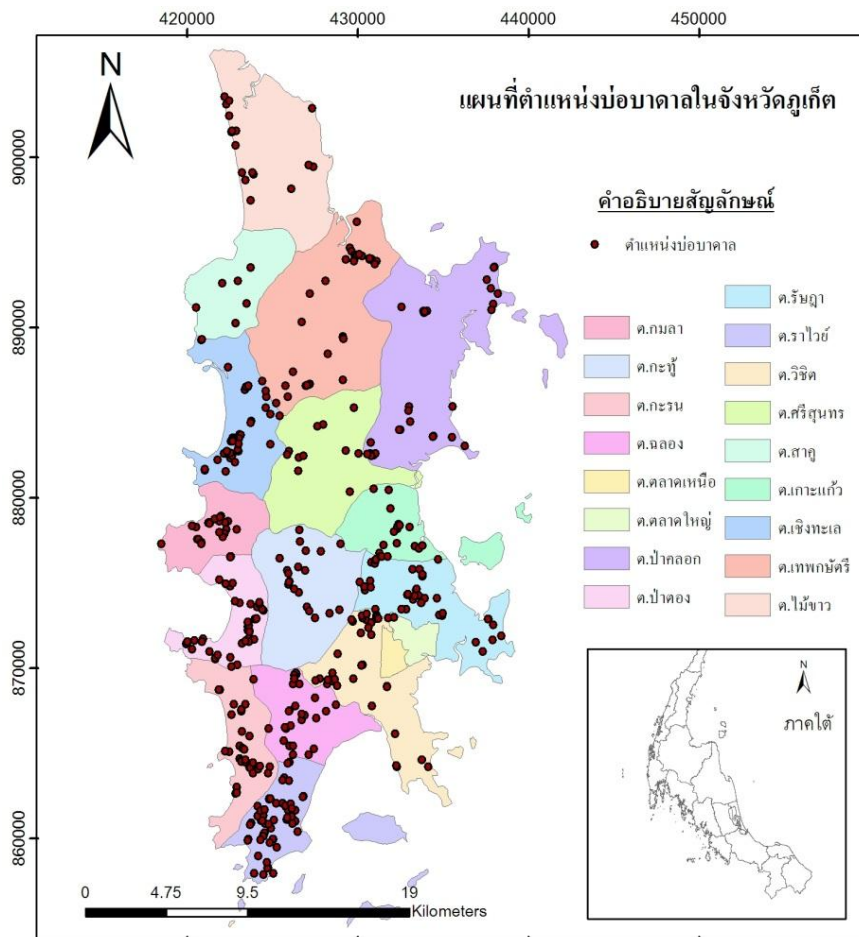 420000 430000 440000 450000
N
แผนที่ตำแหน่งบ่อบาดาลในจังหวัดภูเก็ต
900000
890000
880000
870000
860000
คำอธิบายสัญลักษณ์
ตำแหน่งบ่อบาดาล
ต.กมลา
ต.กะทู้
ต.กะรน
ต.ฉลอง
ต.ตลาดเหนือ
ต.ตลาดใหญ่
ต.ป่าคลอก
ต.ป่าตอง
ต.รัษฎา
ต.ราไวย์
ต.วิชิต
ต.ศรีสุนทร
ต.สาคู
ต.เกาะแก้ว
ต.เชิงทะเล
ต.เทพกษัตรี
ต.ไม้ขาว
N
ภาคใต้
0 4.75 9.5 19
Kilometers